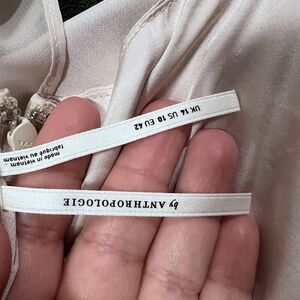 made in vietnam
fabriqué au vietnam
UK 14 US 10 EU 42
by ANTHROPOLOGIE